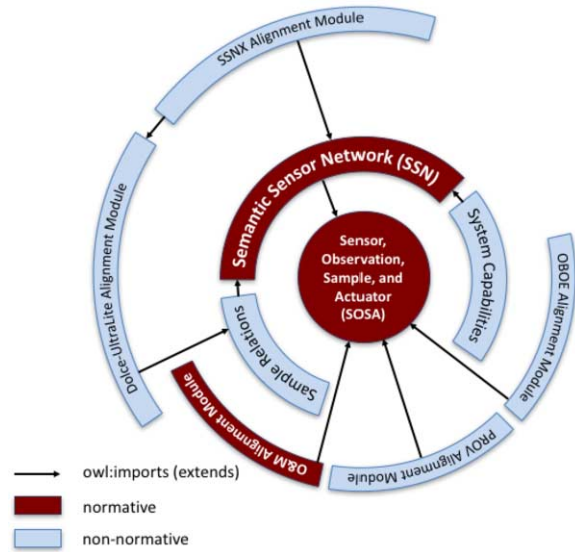 SSNX Alignment Module
Semantic Sensor Network (SSN)
Dolce-UltraLite Alignment Module
System Capabilities
OBOE Alignment Module
Sensor,
Observation,
Sample, and
Actuator
(SOSA)
Sample Relations
O&M Alignment Module
PROV Alignment Module
owl:imports (extends)
normative
non-normative